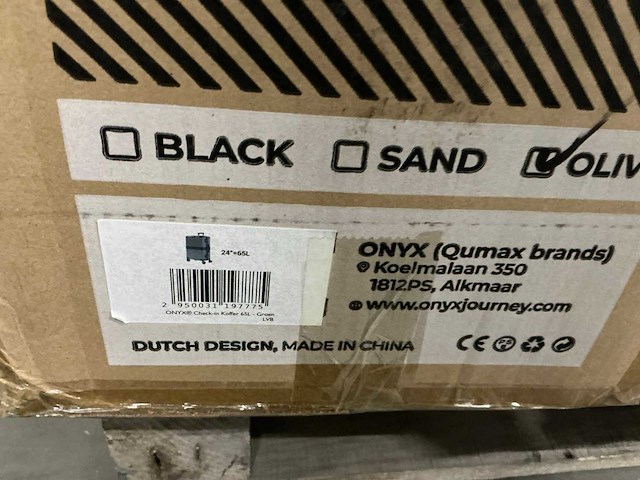 BLACK SAND OLIV
24"=65L
2 950031 197775
ONYX® Check-in Koffer 65L - Groen
LVB
ONYX (Qumax brands)
Koelmalaan 350
1812PS, Alkmaar
www.onyxjourney.com
DUTCH DESIGN, MADE IN CHINA
CE